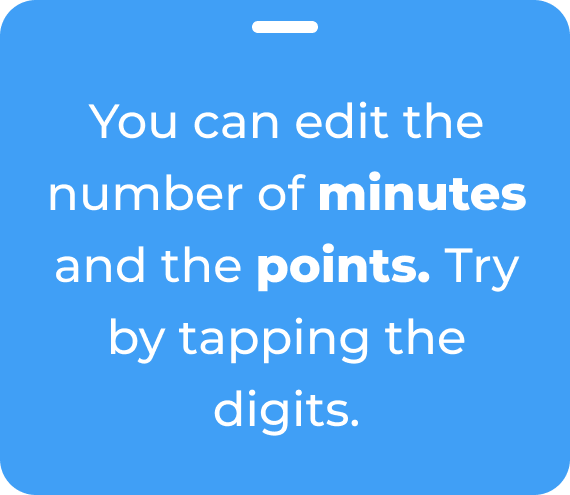 You can edit the
number of minutes
and the points. Try
by tapping the
digits.